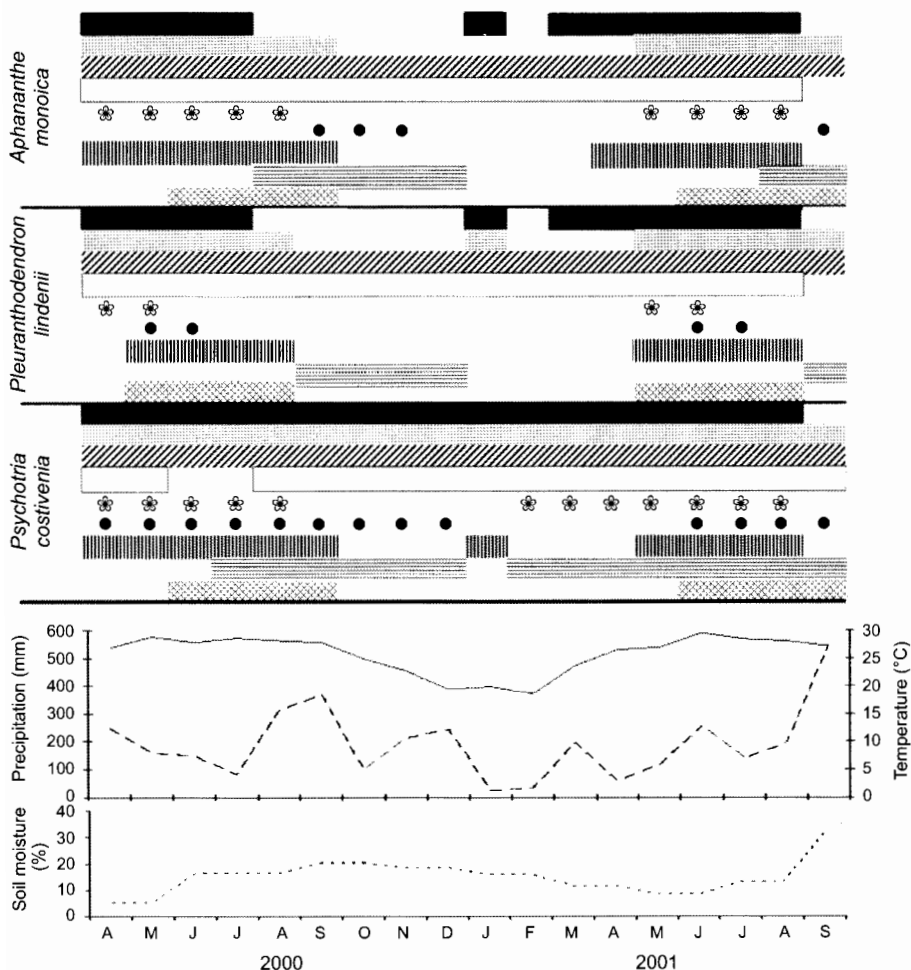 Aphananthe
monoica
Pleuranthodendron
lindenii
Psychotria
costivenia
Precipitation (mm)
600
500
400
300
200
100
0
30
25
20
15
10
5
0
Temperature (°C)
Soil moisture
(%)
40
30
20
10
0
A M J J A S O N D J F M A M J J A S
2000 2001